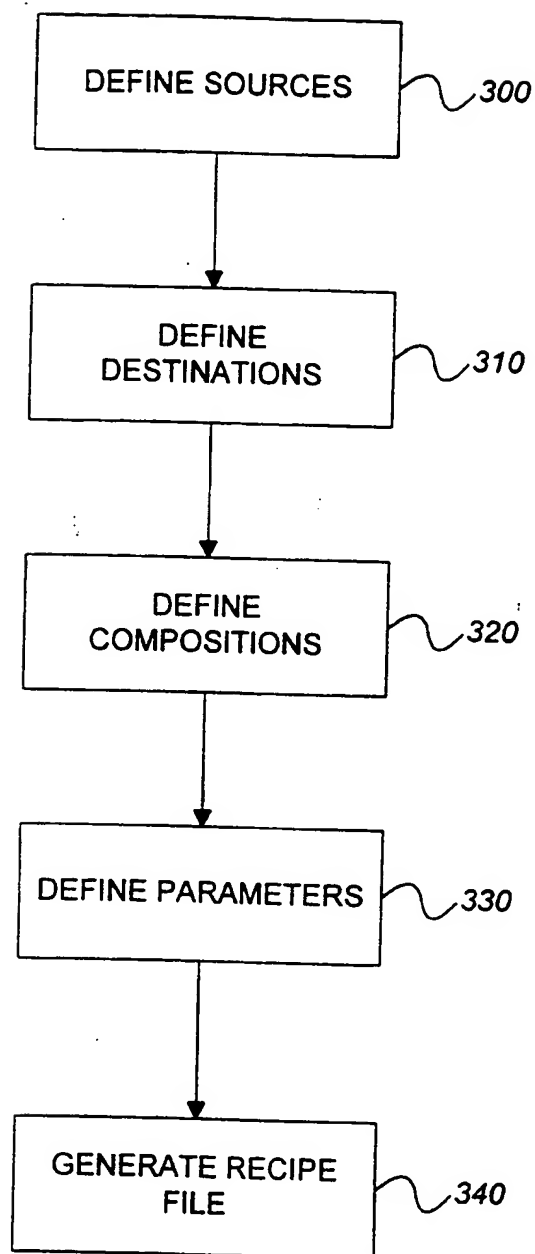 DEFINE SOURCES
300
DEFINE
DESTINATIONS
310
DEFINE
COMPOSITIONS
320
DEFINE PARAMETERS
330
GENERATE RECIPE
FILE
340